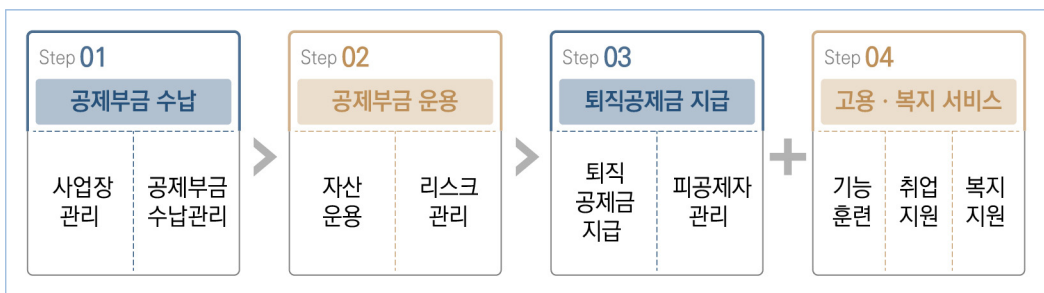 Step 01
공제부금 수납
사업장
관리
공제부금
수납관리
>
Step 02
공제부금 운용
자산
운용
리스크
관리
>
Step 03
퇴직공제금 지급
퇴직
공제금
지급
피공제자
관리
+
Step 04
고용 · 복지 서비스
기능
훈련
취업
지원
복지
지원